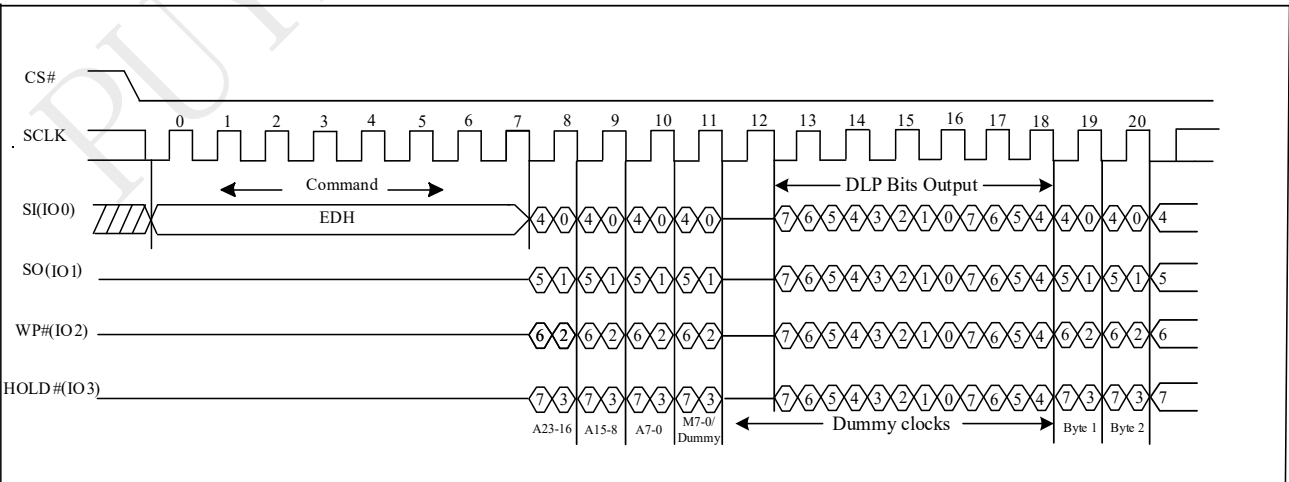 PUY
CS#
0 1 2 3 4 5 6 7 8 9 10 11 12 13 14 15 16 17 18 19 20
SCLK
Command
DLP Bits Output
SI(IO0) EDH 4 0 4 0 4 0 4 0 7 6 5 4 3 2 1 0 7 6 5 4 4 0 4 0 4
SO(IO1) 5 1 5 1 5 1 5 1 7 6 5 4 3 2 1 0 7 6 5 4 5 1 5 1 5
WP#(IO2) 6 2 6 2 6 2 6 2 7 6 5 4 3 2 1 0 7 6 5 4 6 2 6 2 6
HOLD#(IO3) 7 3 7 3 7 3 7 3 7 6 5 4 3 2 1 0 7 6 5 4 7 3 7 3 7
A23-16 A15-8 A7-0 M7-0/ Dummy clocks Byte 1 Byte 2
Dummy